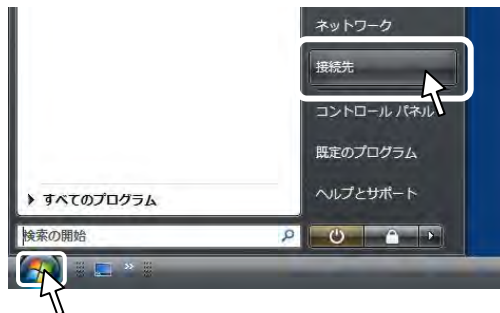 ネットワーク
接続先
コントロール パネル
既定のプログラム
すべてのプログラム
ヘルプとサポート
検索の開始